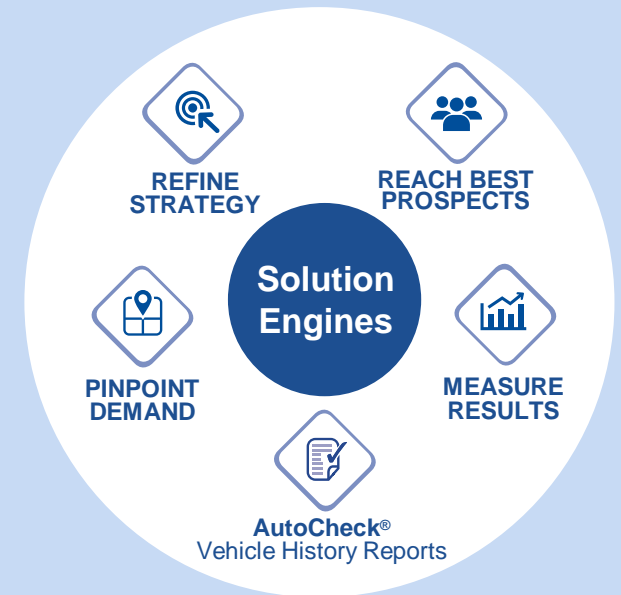 REFINE
STRATEGY
REACH BEST
PROSPECTS
Solution
Engines
PINPOINT
DEMAND
MEASURE
RESULTS
AutoCheck®
Vehicle History Reports